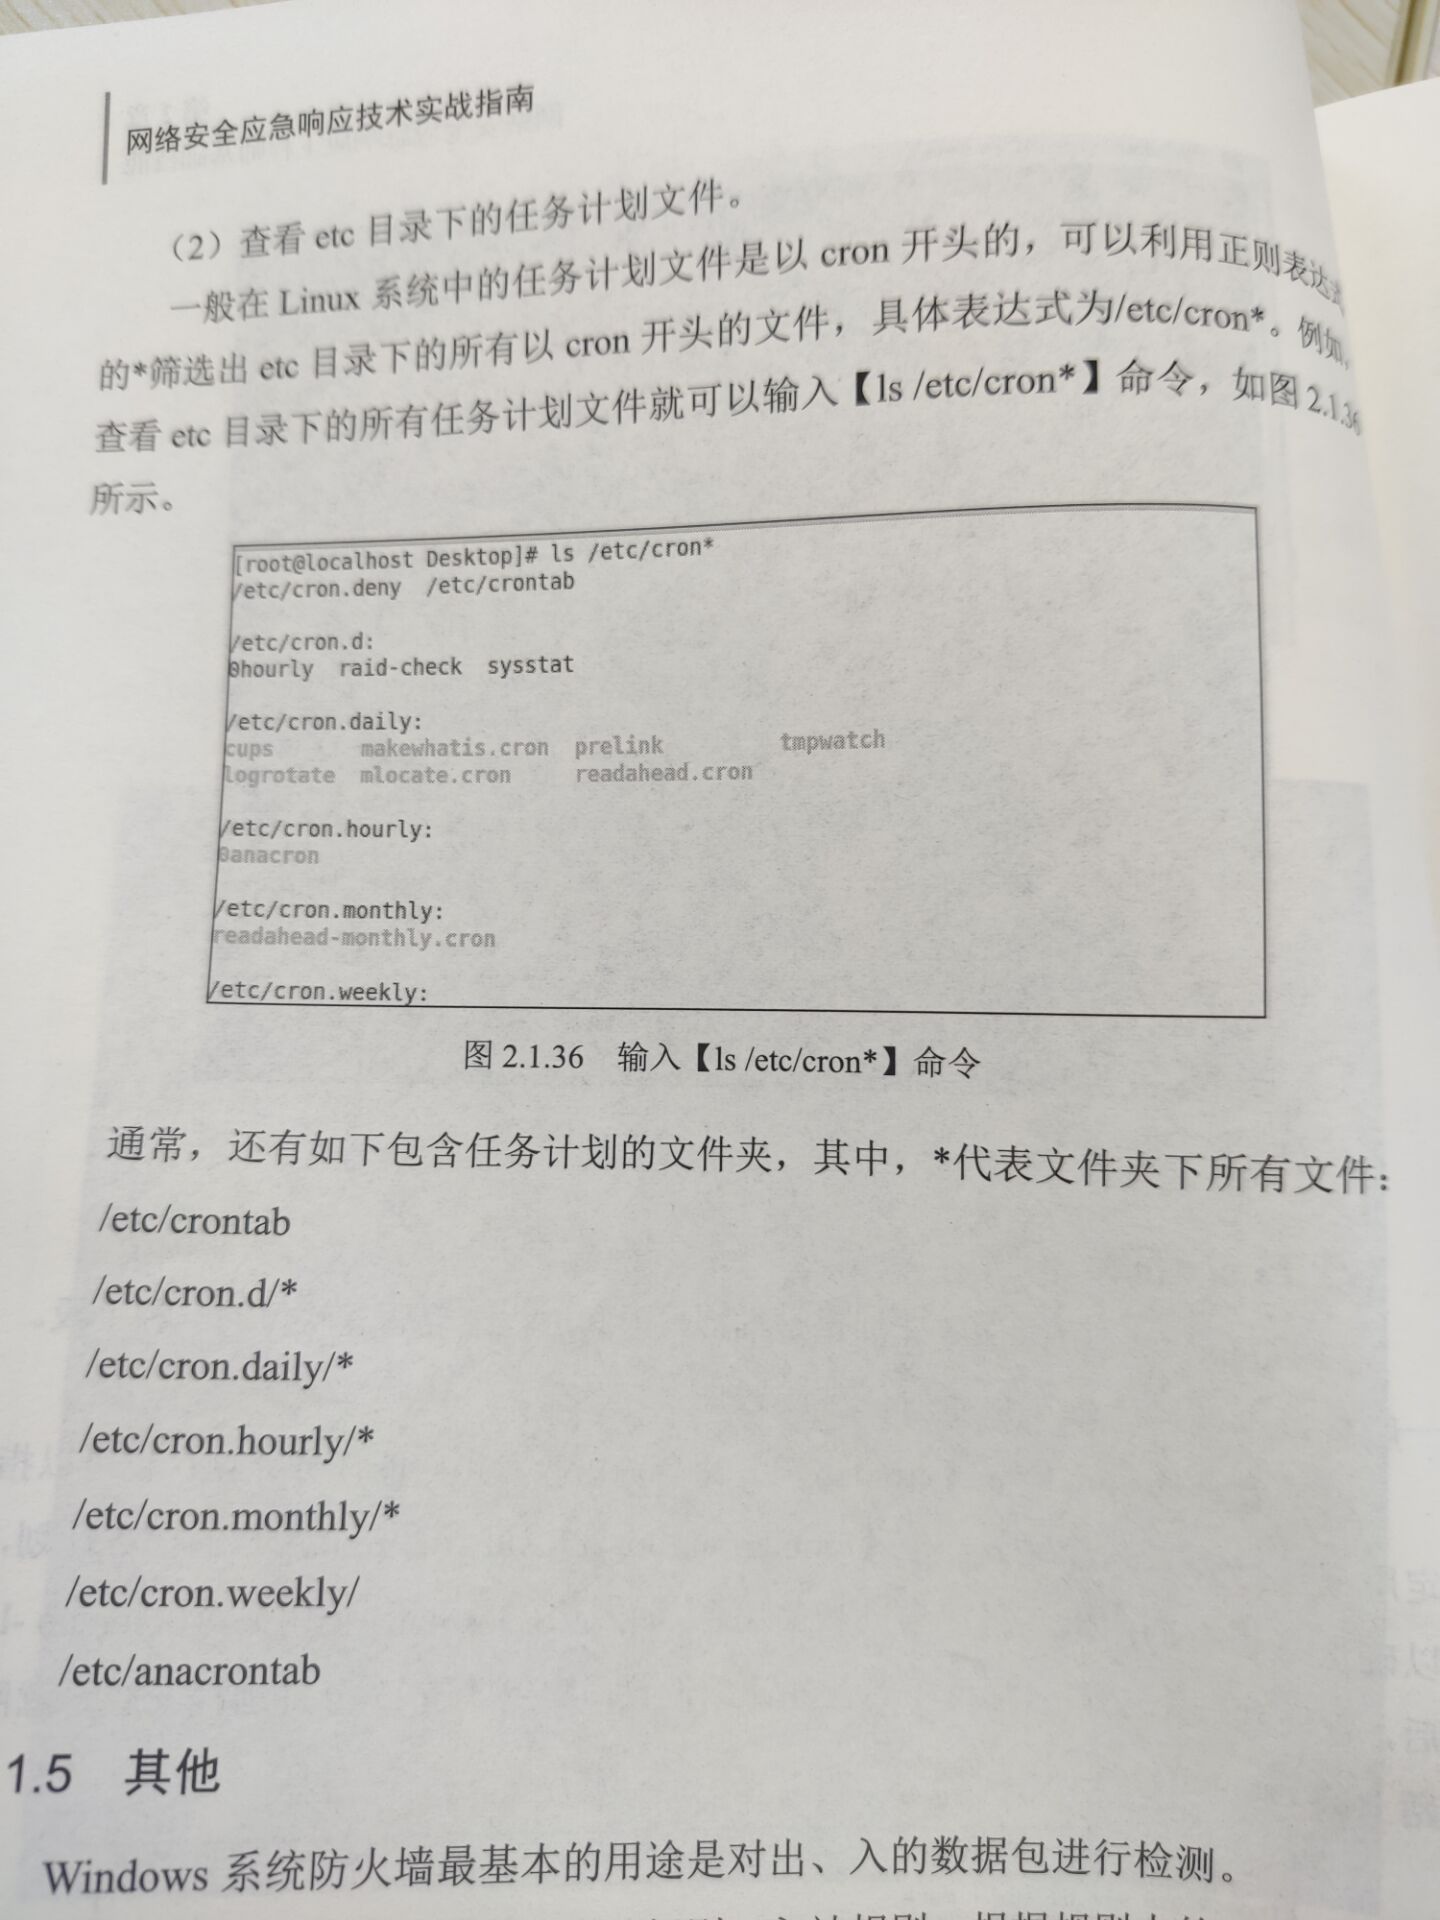 网络安全应急响应技术实战指南
（2）查看 etc 目录下的任务计划文件。
一般在 Linux 系统中的任务计划文件是以 cron 开头的，可以利用正则表达式
的*筛选出 etc 目录下的所有以 cron 开头的文件，具体表达式为/etc/cron*。例如，
查看 etc 目录下的所有任务计划文件就可以输入【ls /etc/cron*】命令，如图 2.1.36
所示。
[root@localhost Desktop]# ls /etc/cron*
/etc/cron.deny  /etc/crontab
/etc/cron.d:
0hourly  raid-check  sysstat
/etc/cron.daily:
cups  makewhatis.cron  prelink  tmpwatch
logrotate  mlocate.cron  readahead.cron
/etc/cron.hourly:
0anacron
/etc/cron.monthly:
readahead-monthly.cron
/etc/cron.weekly:
图 2.1.36　输入【ls /etc/cron*】命令
通常，还有如下包含任务计划的文件夹，其中，*代表文件夹下所有文件：
/etc/crontab
/etc/cron.d/*
/etc/cron.daily/*
/etc/cron.hourly/*
/etc/cron.monthly/*
/etc/cron.weekly/
/etc/anacrontab
1.5　其他
Windows 系统防火墙最基本的用途是对出、入的数据包进行检测。